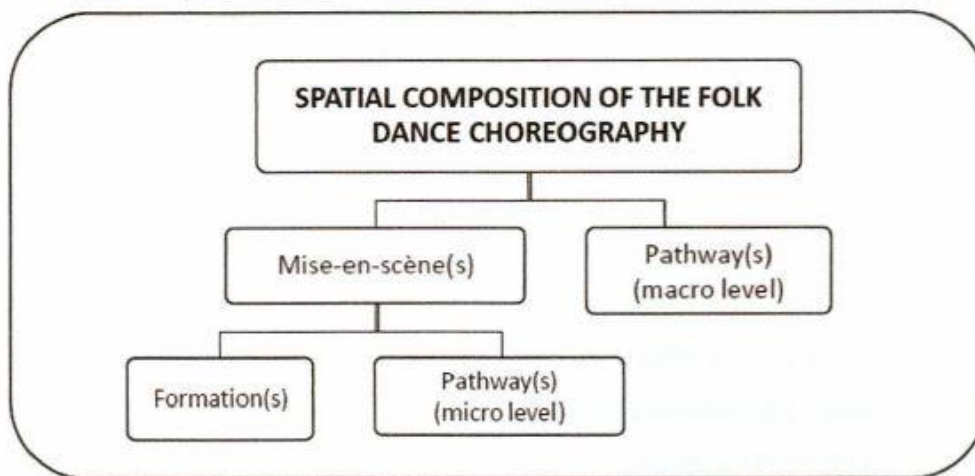 SPATIAL COMPOSITION OF THE FOLK
DANCE CHOREOGRAPHY
Mise-en-scène(s)
Pathway(s)
(macro level)
Formation(s)
Pathway(s)
(micro level)